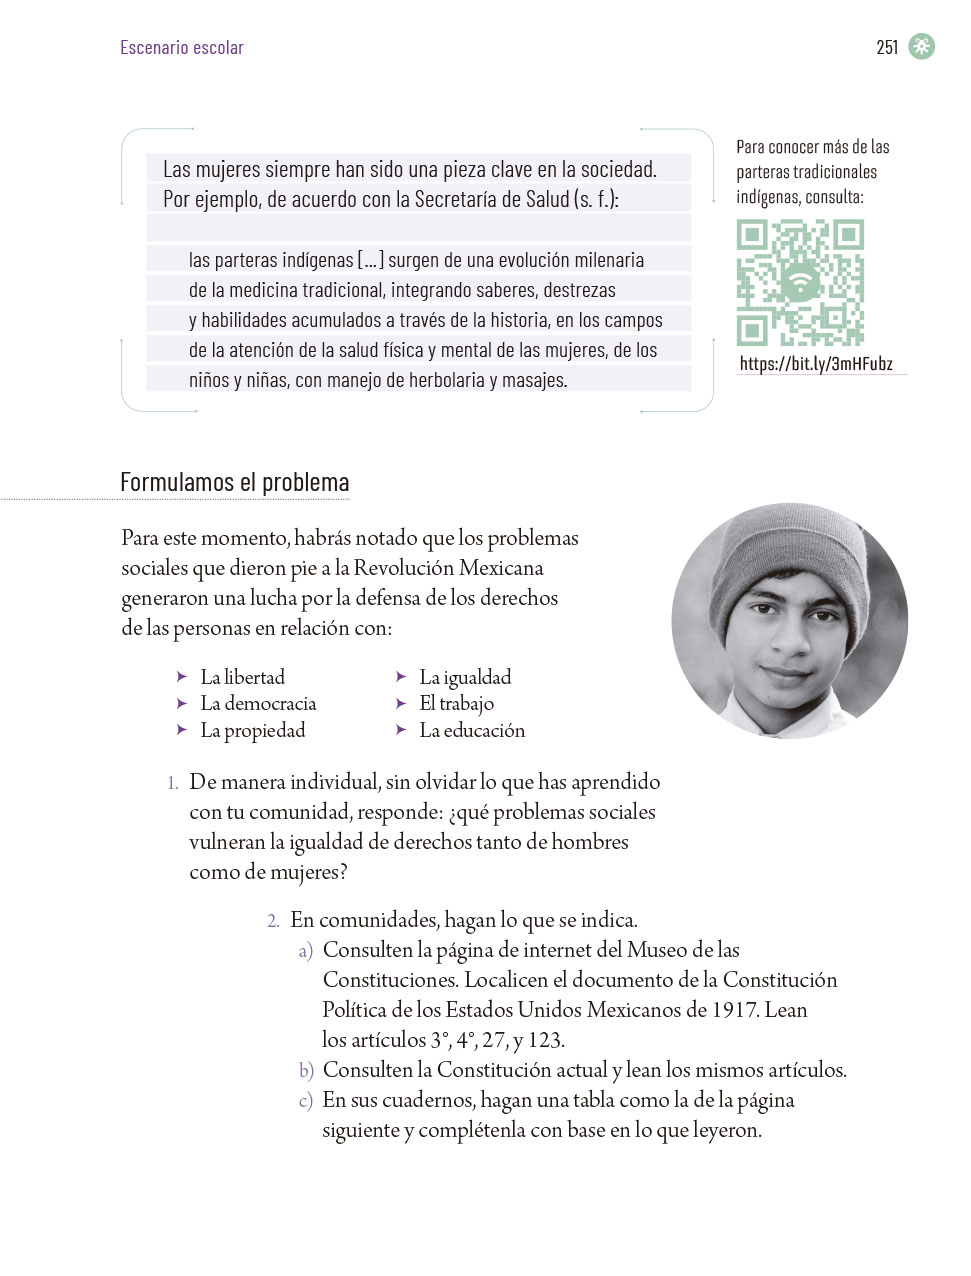 Escenario escolar
251
Las mujeres siempre han sido una pieza clave en la sociedad.
Por ejemplo, de acuerdo con la Secretaría de Salud (s. f.):
las parteras indígenas [...] surgen de una evolución milenaria
de la medicina tradicional, integrando saberes, destrezas
y habilidades acumulados a través de la historia, en los campos
de la atención de la salud física y mental de las mujeres, de los
niños y niñas, con manejo de herbolaria y masajes.
Para conocer más de las
parteras tradicionales
indígenas, consulta:
https://bit.ly/3mHFubz
Formulamos el problema
Para este momento, habrás notado que los problemas
sociales que dieron pie a la Revolución Mexicana
generaron una lucha por la defensa de los derechos
de las personas en relación con:
➤ La libertad
➤ La democracia
➤ La propiedad
➤ La igualdad
➤ El trabajo
➤ La educación
1. De manera individual, sin olvidar lo que has aprendido
con tu comunidad, responde: ¿qué problemas sociales
vulneran la igualdad de derechos tanto de hombres
como de mujeres?
2. En comunidades, hagan lo que se indica.
a) Consulten la página de internet del Museo de las
Constituciones. Localicen el documento de la Constitución
Política de los Estados Unidos Mexicanos de 1917. Lean
los artículos 3°, 4°, 27, y 123.
b) Consulten la Constitución actual y lean los mismos artículos.
c) En sus cuadernos, hagan una tabla como la de la página
siguiente y complétenla con base en lo que leyeron.